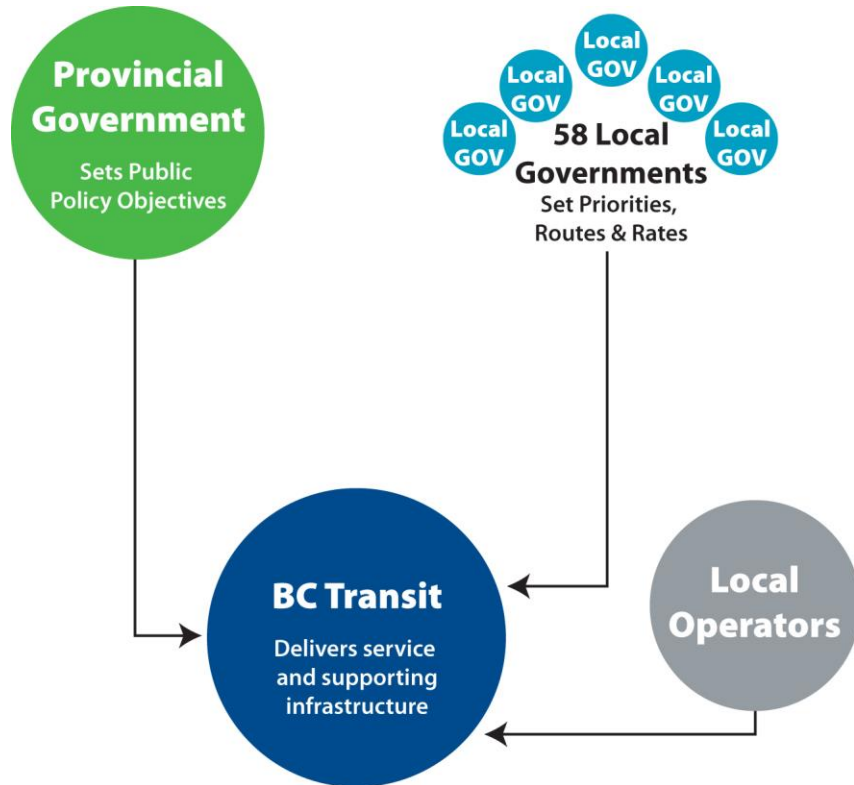 Provincial
Government
Sets Public
Policy Objectives
Local
GOV
Local
GOV
Local
GOV
Local
GOV
Local
GOV
58 Local
Governments
Set Priorities,
Routes & Rates
BC Transit
Delivers service
and supporting
infrastructure
Local
Operators